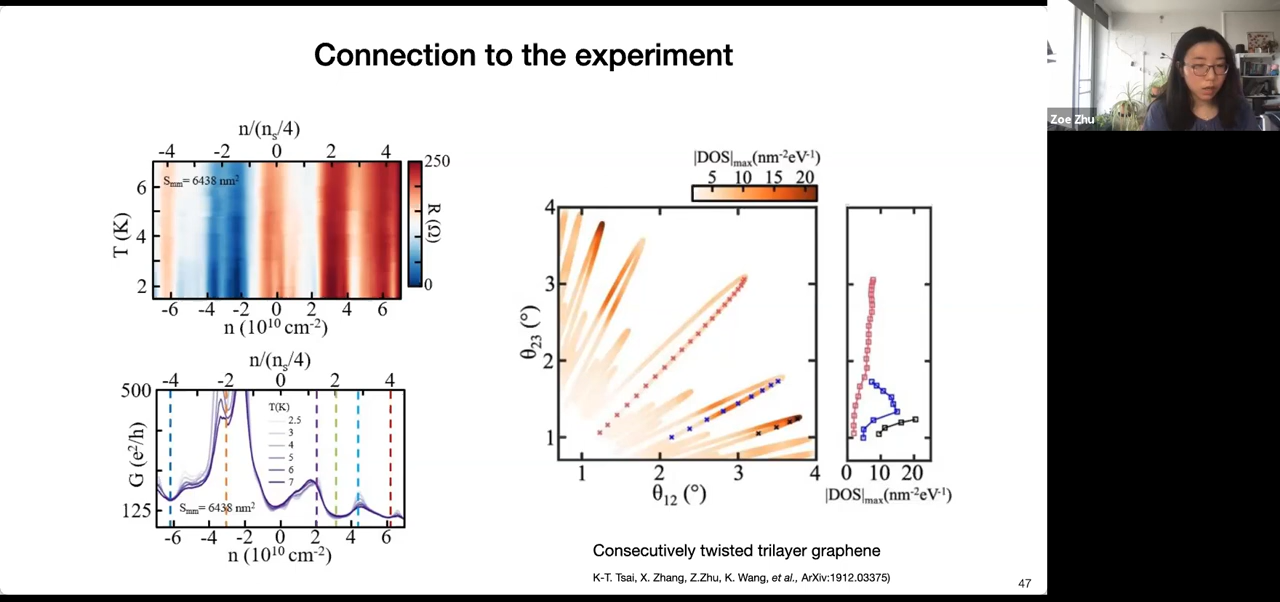 Connection to the experiment
Zoe Zhu
n/(ns/4)
-4 -2 0 2 4
Smm= 6438 nm²
6
4
2
T (K)
-6 -4 -2 0 2 4 6
n (10¹⁰ cm⁻²)
250
0
R (Ω)
n/(ns/4)
-4 -2 0 2 4
500
125
G (e²/h)
T(K)
2.5
3
4
5
6
7
Smm= 6438 nm²
-6 -4 -2 0 2 4 6
n (10¹⁰ cm⁻²)
|DOS|max(nm⁻²eV⁻¹)
5 10 15 20
4
3
2
1
θ23 (°)
1 2 3 4
θ12 (°)
0 10 20
|DOS|max(nm⁻²eV⁻¹)
Consecutively twisted trilayer graphene
K-T. Tsai, X. Zhang, Z.Zhu, K. Wang, et al., ArXiv:1912.03375)
47